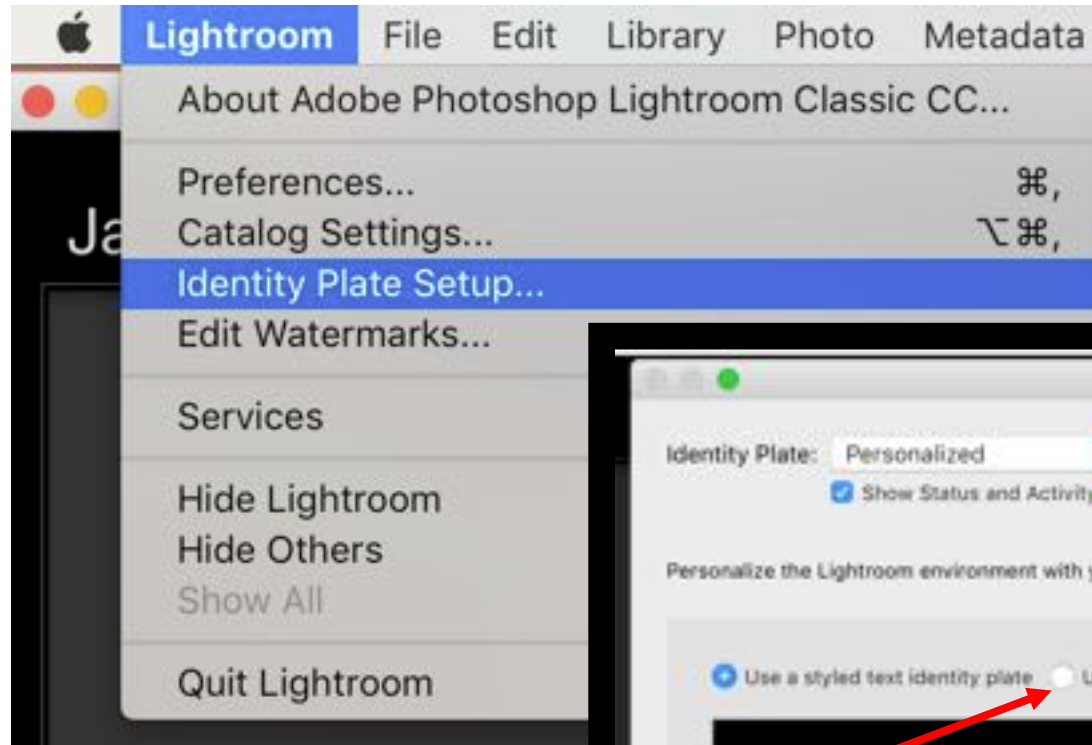 Lightroom File Edit Library Photo Metadata
About Adobe Photoshop Lightroom Classic CC...
Preferences... ⌘,
Catalog Settings... ⌥⌘,
Identity Plate Setup...
Edit Watermarks...
Services
Hide Lightroom
Hide Others
Show All
Quit Lightroom
Identity Plate: Personalized
Show Status and Activity
Personalize the Lightroom environment with
Use a styled text identity plate